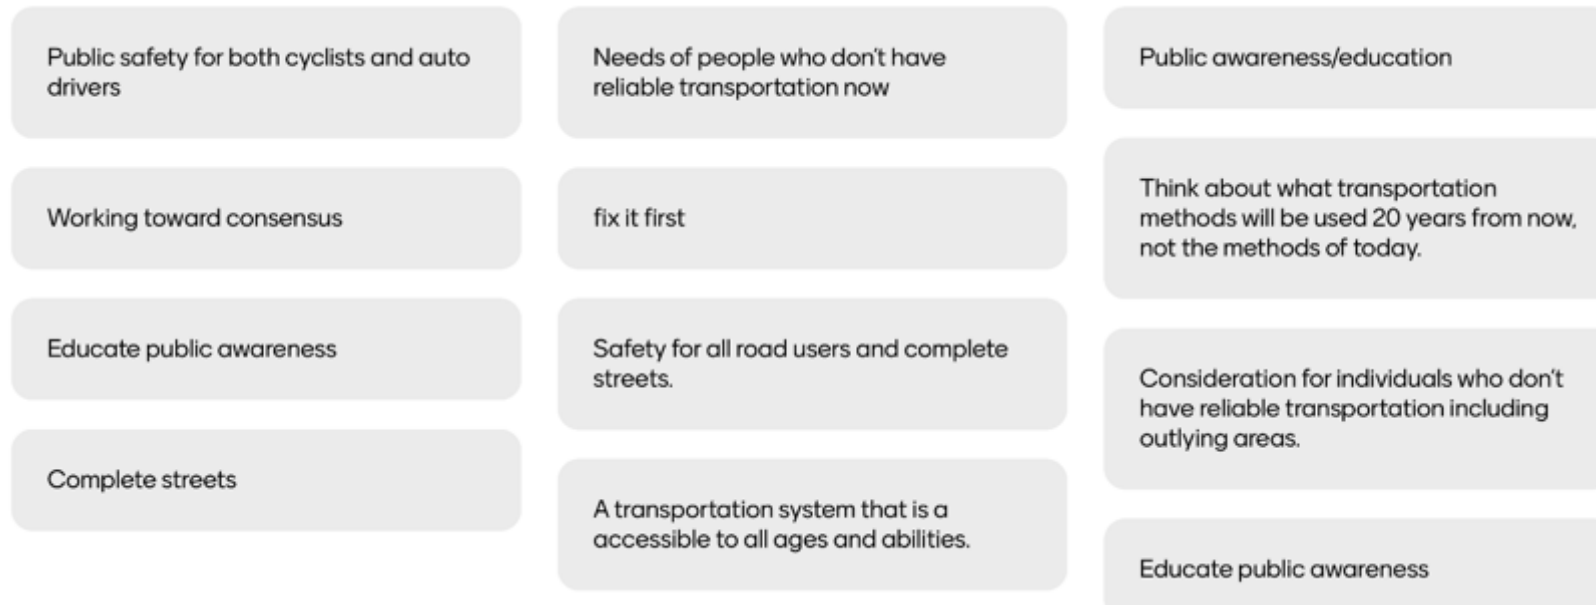 Public safety for both cyclists and auto
drivers
Working toward consensus
Educate public awareness
Complete streets
Needs of people who don't have
reliable transportation now
fix it first
Safety for all road users and complete
streets.
A transportation system that is a
accessible to all ages and abilities.
Public awareness/education
Think about what transportation
methods will be used 20 years from now,
not the methods of today.
Consideration for individuals who don't
have reliable transportation including
outlying areas.
Educate public awareness